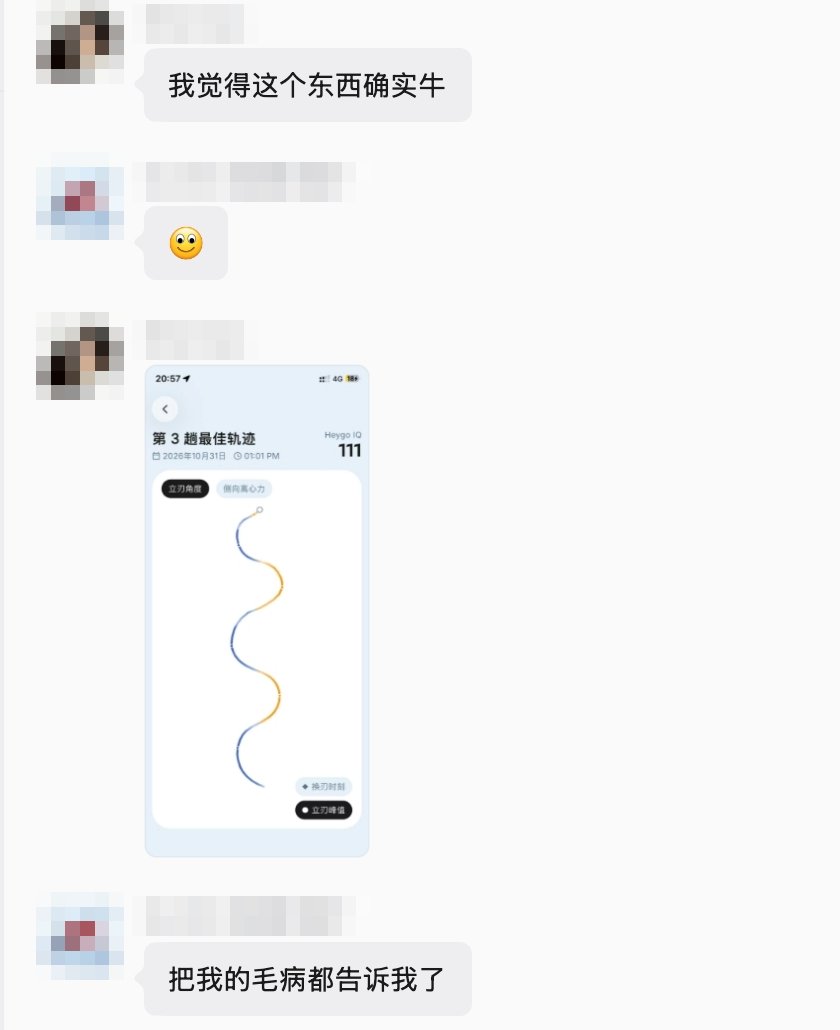 我觉得这个东西确实牛
20:57
4G
第 3 趟最佳轨迹
Heygo IQ
2026年10月31日
01:01 PM
111
立刃角度
侧向离心力
换刃时刻
立刃峰值
把我的毛病都告诉我了